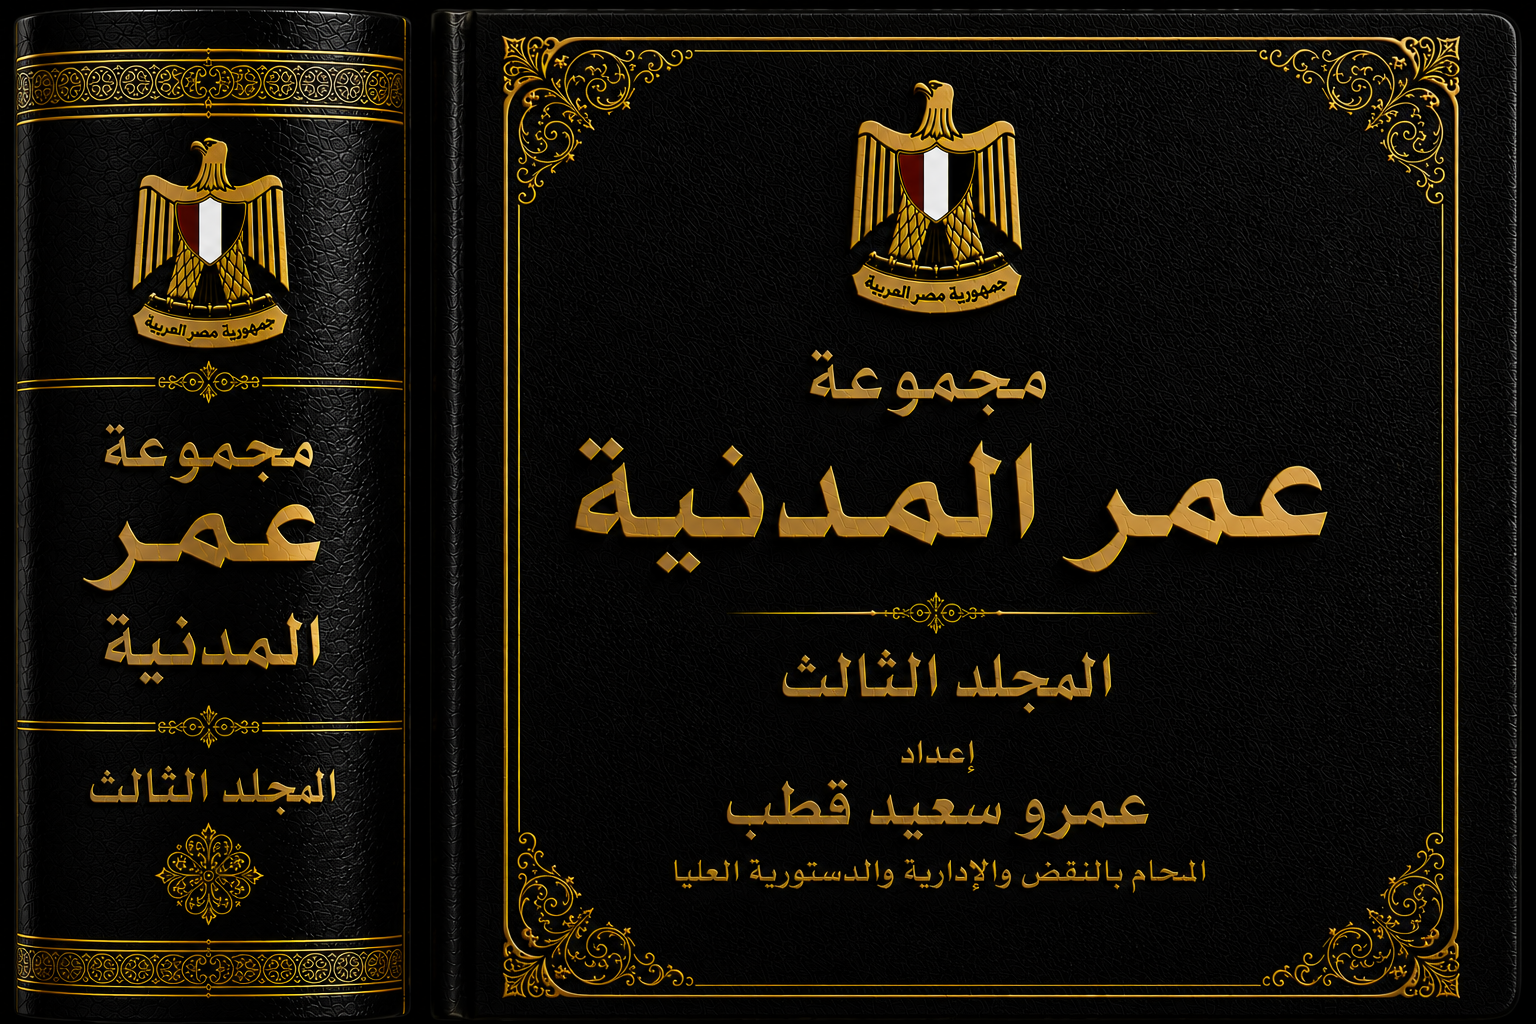 جمهورية مصر العربية
مجموعة
عمر
المدنية
المجلد الثالث
جمهورية مصر العربية
مجموعة
عمر المدنية
المجلد الثالث
إعداد
عمرو سعيد قطب
المحام بالنقض والإدارية والدستورية العليا